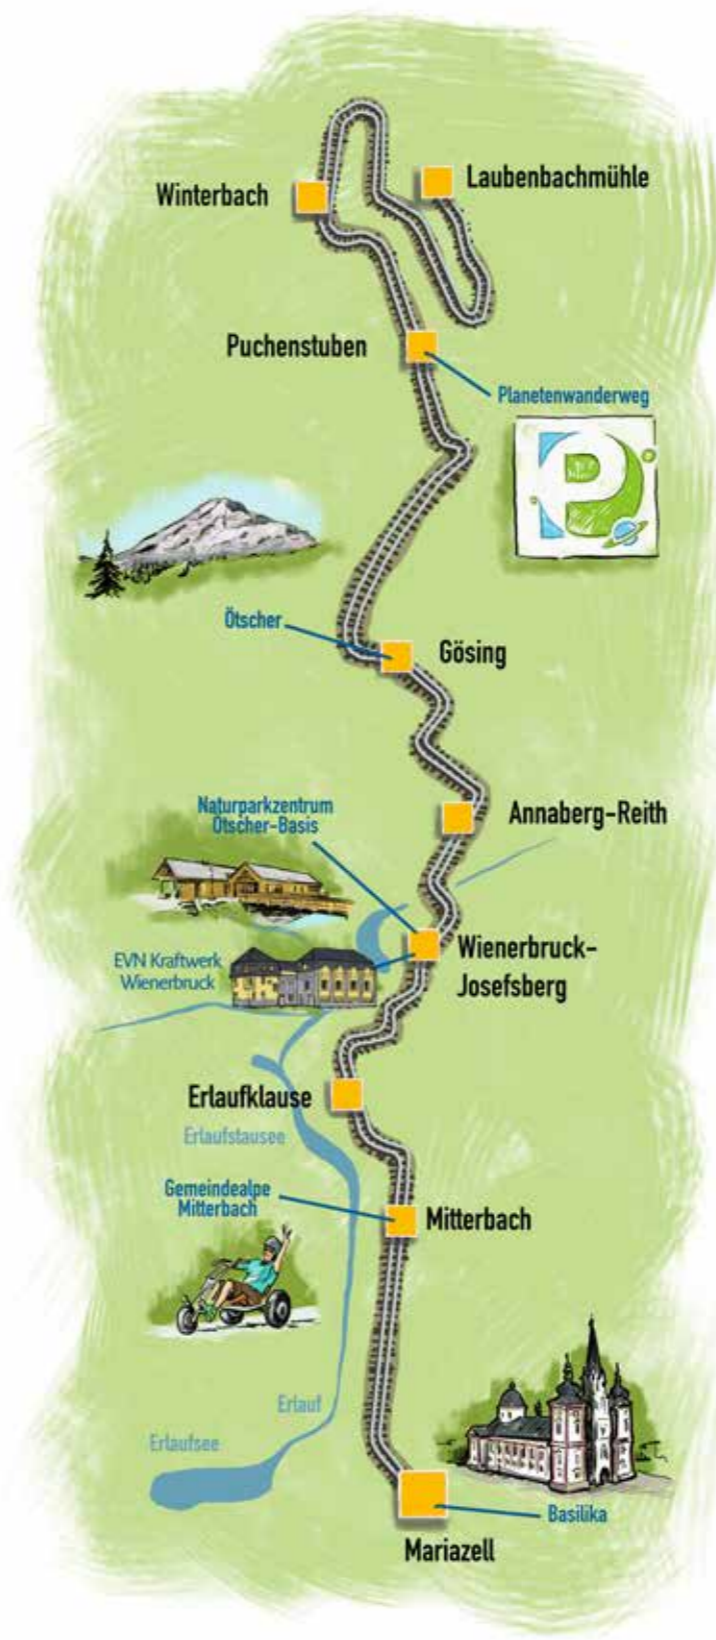 Laubenbachmühle
Winterbach
Puchenstuben
Planetenwanderweg
P
Ötscher
Gösing
Naturparkzentrum
Ötscher-Basis
Annaberg-Reith
EVN Kraftwerk
Wienerbruck
Wienerbruck-
Josefsberg
Erlaufklause
Erlaufstausee
Gemeindealpe
Mitterbach
Mitterbach
Erlauf
Erlaufsee
Basilika
Mariazell